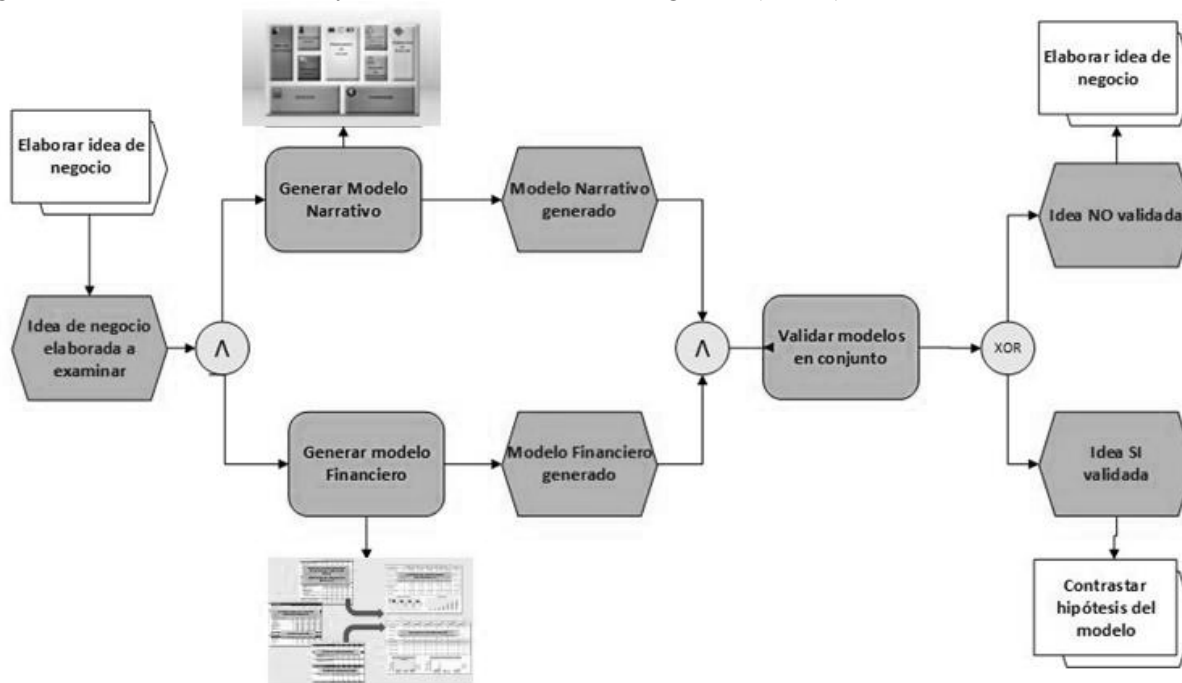 Elaborar idea de
negocio
Idea de negocio
elaborada a
examinar
Λ
Generar Modelo
Narrativo
Modelo Narrativo
generado
Generar modelo
Financiero
Modelo Financiero
generado
Λ
Validar modelos
en conjunto
XOR
Elaborar idea de
negocio
Idea NO validada
Idea SI
validada
Contrastar
hipótesis del
modelo